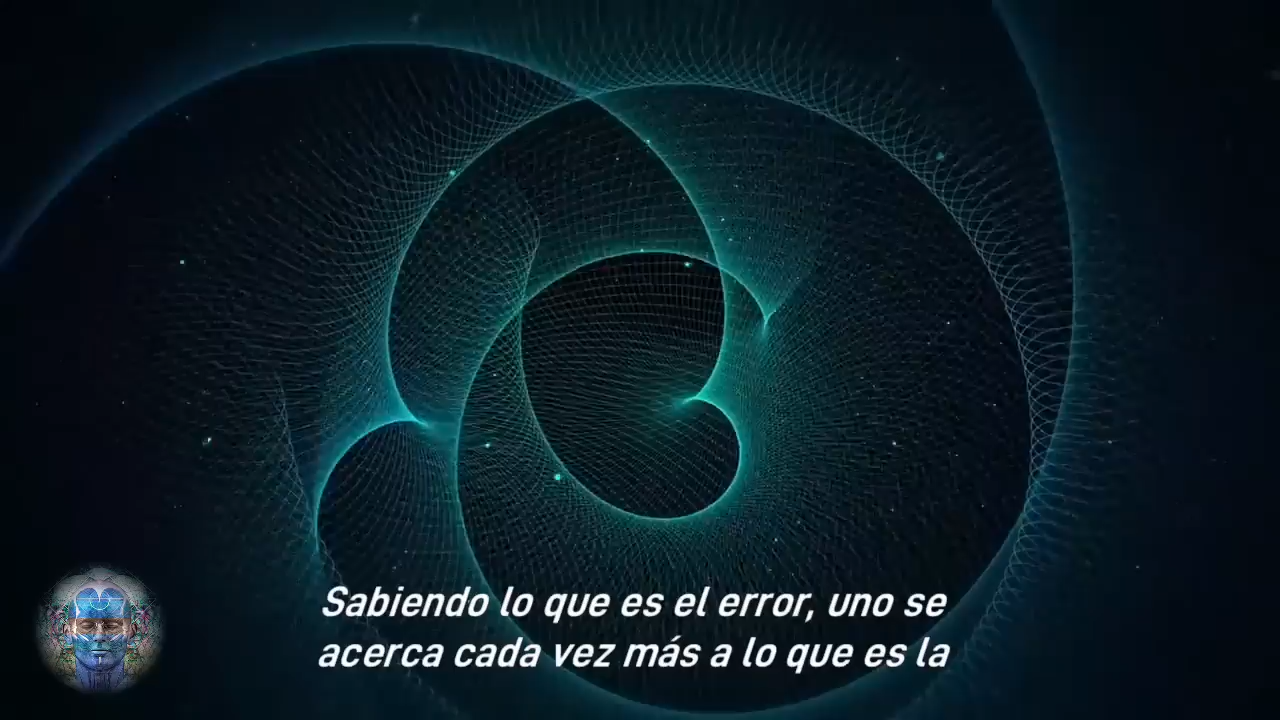 Sabiendo lo que es el error, uno se
acerca cada vez más a lo que es la